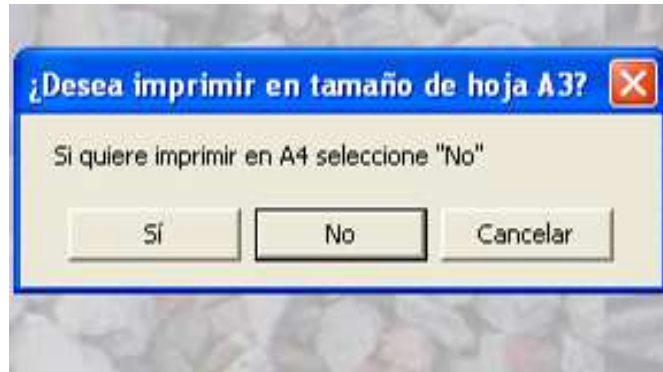 ¿Desea imprimir en tamaño de hoja A3?
Si quiere imprimir en A4 seleccione "No"
Sí
No
Cancelar